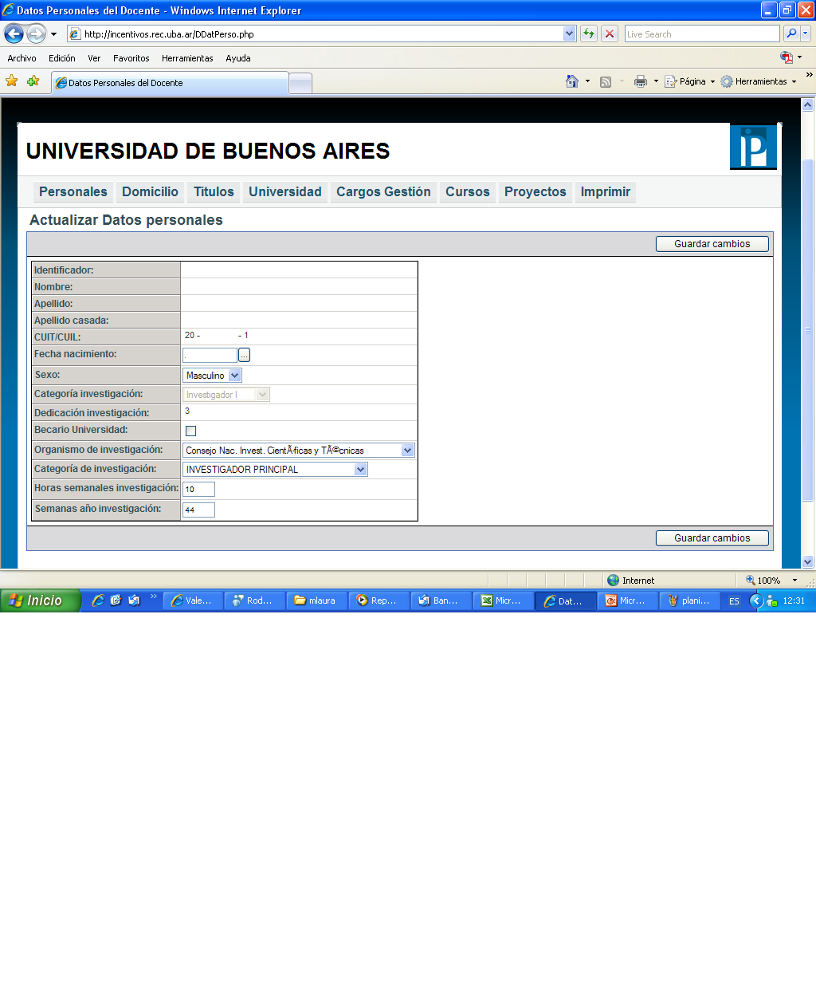 Datos Personales del Docente - Windows Internet Explorer
http://incentivos.rec.uba.ar/DDatPerso.php
Live Search
Archivo Edición Ver Favoritos Herramientas Ayuda
Datos Personales del Docente
Página Herramientas
UNIVERSIDAD DE BUENOS AIRES
iP
Personales Domicilio Titulos Universidad Cargos Gestión Cursos Proyectos Imprimir
Actualizar Datos personales
Guardar cambios
Identificador:
Nombre:
Apellido:
Apellido casada:
CUIT/CUIL: 20 - - 1
Fecha nacimiento: ...
Sexo: Masculino
Categoría investigación: Investigador I
Dedicación investigación: 3
Becario Universidad:
Organismo de investigación: Consejo Nac. Invest. CientÃ­ficas y TÃ©cnicas
Categoría de investigación: INVESTIGADOR PRINCIPAL
Horas semanales investigación: 10
Semanas año investigación: 44
Guardar cambios
Internet 100%
Inicio Vale... Rod... mlaura Rep... Ban... Micr... Dat... Micr... plani... ES 12:31